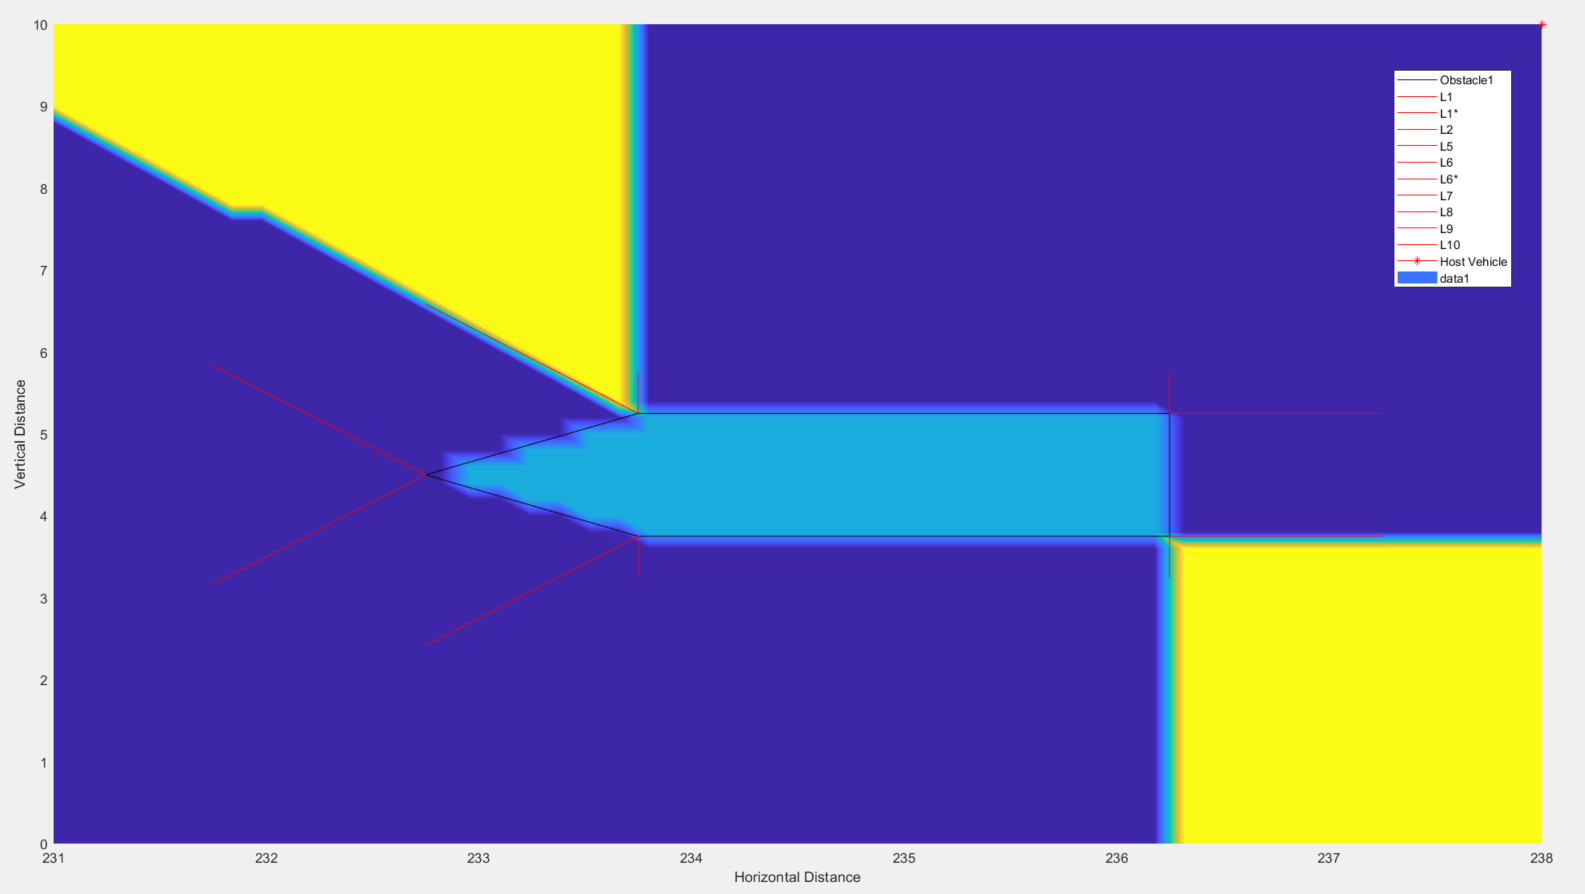 10
9
8
7
6
5
4
3
2
1
0
Vertical Distance
231 232 233 234 235 236 237 238
Horizontal Distance
Obstacle1
L1
L1*
L2
L5
L6
L6*
L7
L8
L9
L10
Host Vehicle
data1